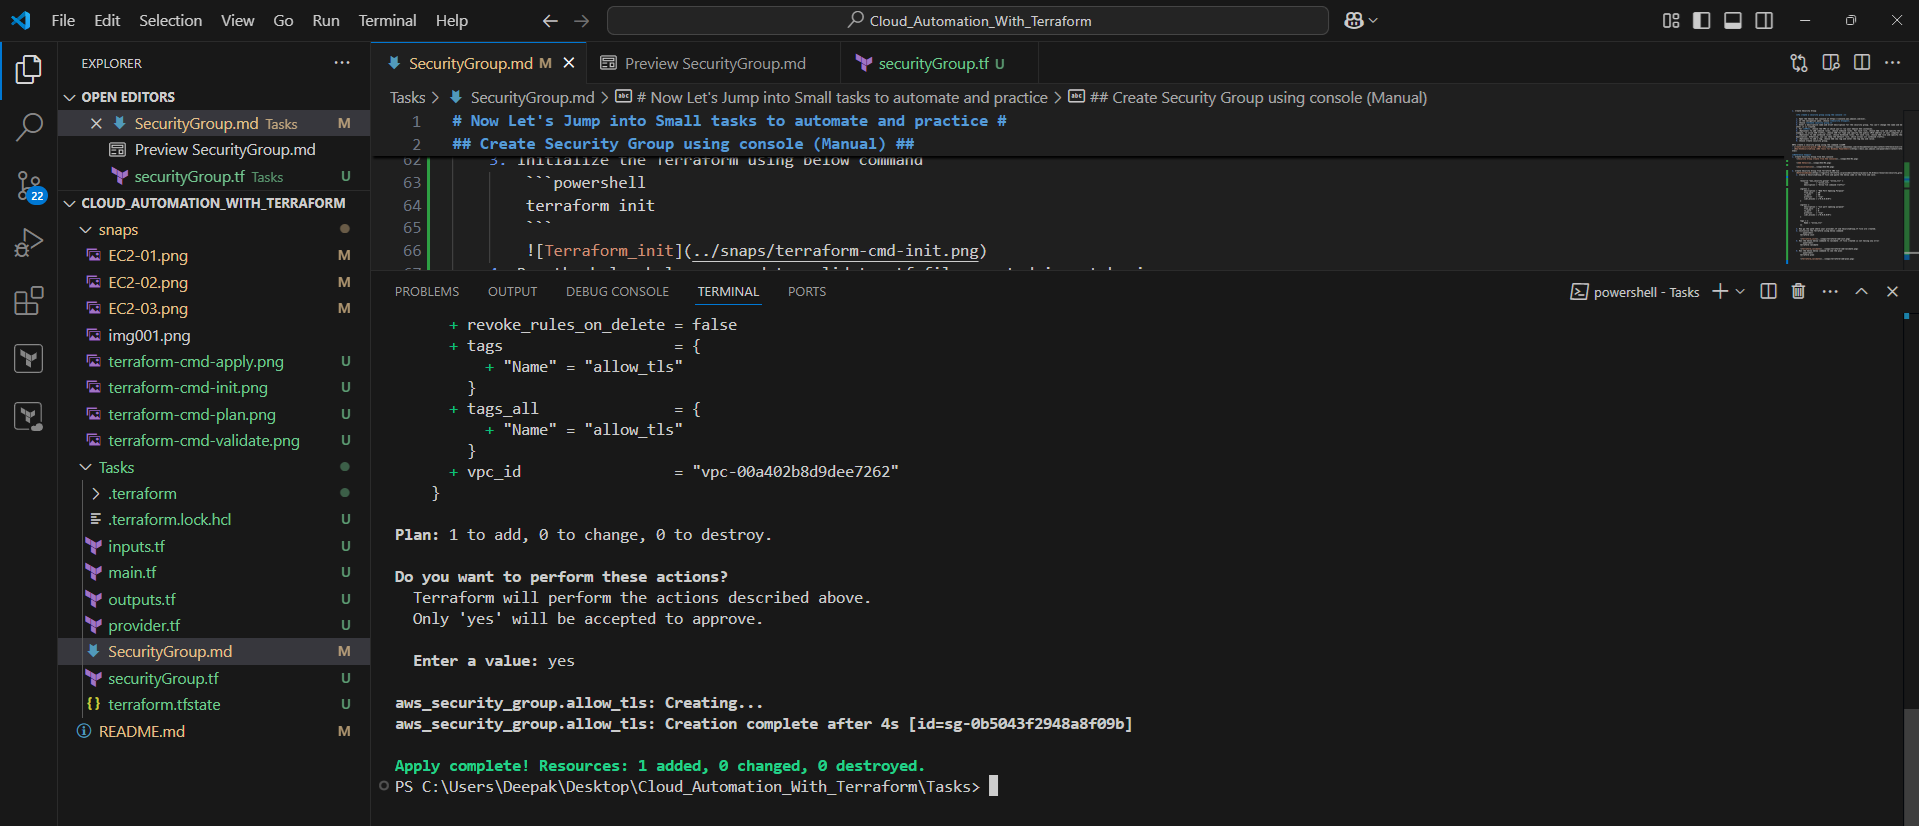 File Edit Selection View Go Run Terminal Help
Cloud_Automation_With_Terraform
EXPLORER
OPEN EDITORS
SecurityGroup.md Tasks M
Preview SecurityGroup.md
securityGroup.tf Tasks U
22
CLOUD_AUTOMATION_WITH_TERRAFORM
snaps
EC2-01.png M
EC2-02.png M
EC2-03.png M
img001.png
terraform-cmd-apply.png U
terraform-cmd-init.png U
terraform-cmd-plan.png U
terraform-cmd-validate.png U
Tasks
.terraform
.terraform.lock.hcl U
inputs.tf U
main.tf U
outputs.tf U
provider.tf U
SecurityGroup.md M
securityGroup.tf U
{} terraform.tfstate U
README.md M
SecurityGroup.md M
Preview SecurityGroup.md
securityGroup.tf U
Tasks > SecurityGroup.md > # Now Let's Jump into Small tasks to automate and practice > ## Create Security Group using console (Manual)
1 # Now Let's Jump into Small tasks to automate and practice #
2 ## Create Security Group using console (Manual) ##
62 3. Initialize the Terraform using below command
63 ```powershell
64 terraform init
65 ```
66 ![Terraform_init](../snaps/terraform-cmd-init.png)
PROBLEMS OUTPUT DEBUG CONSOLE TERMINAL PORTS
powershell - Tasks
+ revoke_rules_on_delete = false
+ tags = {
+ "Name" = "allow_tls"
}
+ tags_all = {
+ "Name" = "allow_tls"
}
+ vpc_id = "vpc-00a402b8d9dee7262"
}
Plan: 1 to add, 0 to change, 0 to destroy.
Do you want to perform these actions?
Terraform will perform the actions described above.
Only 'yes' will be accepted to approve.
Enter a value: yes
aws_security_group.allow_tls: Creating...
aws_security_group.allow_tls: Creation complete after 4s [id=sg-0b5043f2948a8f09b]
Apply complete! Resources: 1 added, 0 changed, 0 destroyed.
PS C:\Users\Deepak\Desktop\Cloud_Automation_With_Terraform\Tasks>